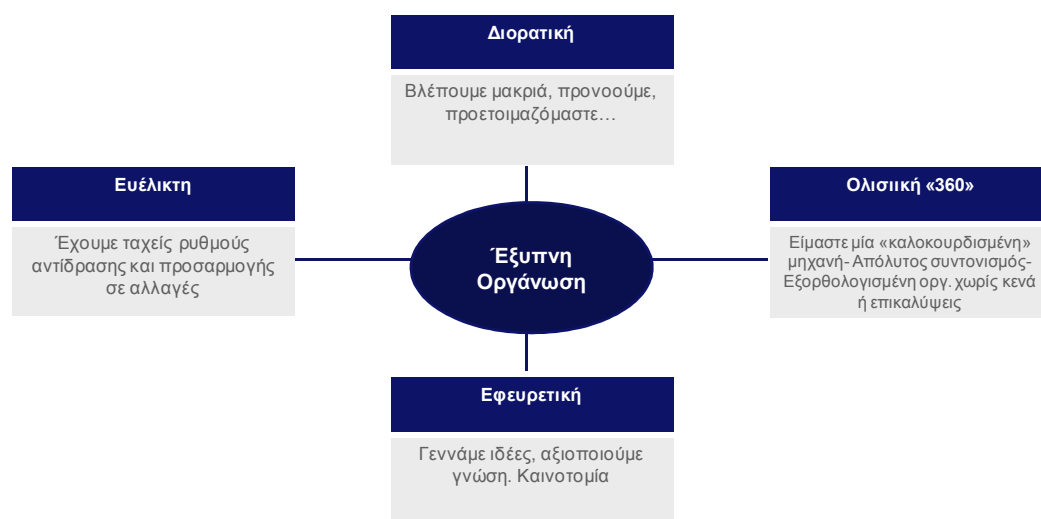 Διορατική
Βλέπουμε μακριά, προνοούμε,
προετοιμαζόμαστε…
Ευέλικτη
Έχουμε ταχείς ρυθμούς
αντίδρασης και προσαρμογής
σε αλλαγές
Έξυπνη
Οργάνωση
Ολισιική «360»
Είμαστε μία «καλοκουρδισμένη»
μηχανή- Απόλυτος συντονισμός-
Εξορθολογισμένη οργ. χωρίς κενά
ή επικαλύψεις
Εφευρετική
Γεννάμε ιδέες, αξιοποιούμε
γνώση. Καινοτομία